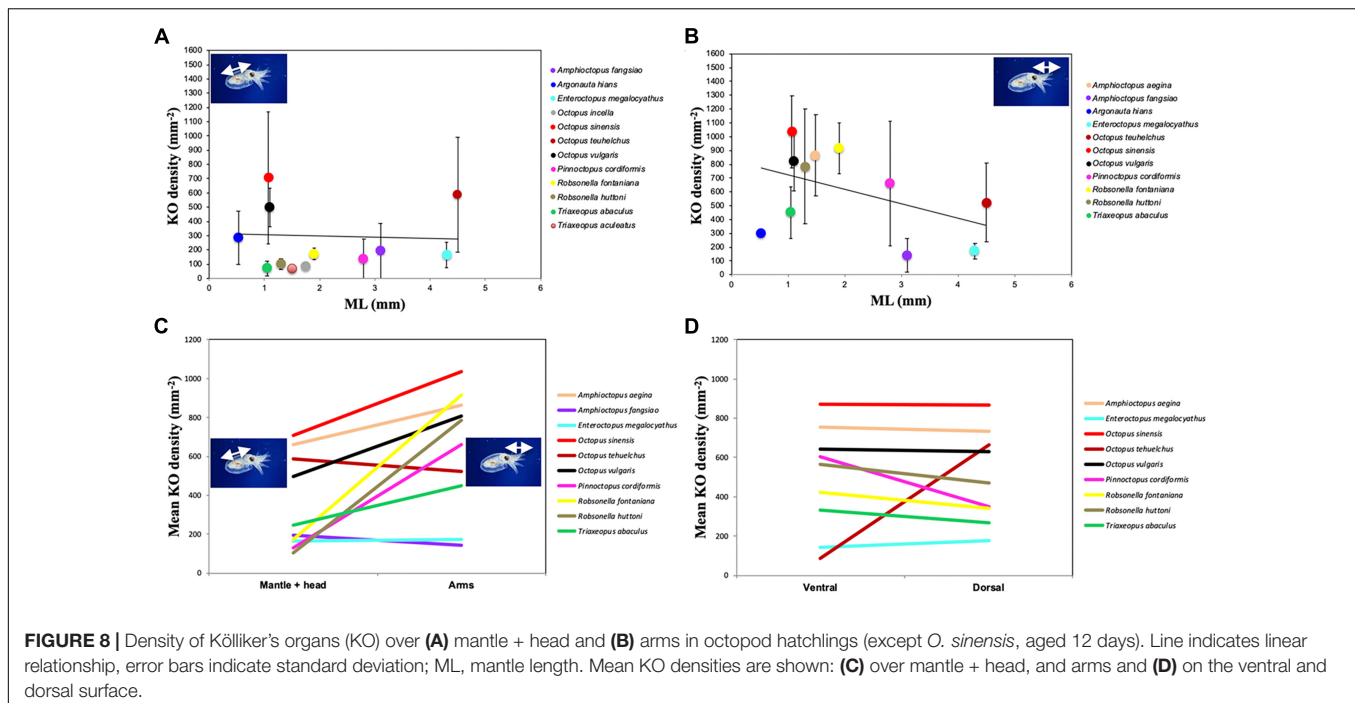 A
KO density (mm-2)
1600
1500
1400
1300
1200
1100
1000
900
800
700
600
500
400
300
200
100
0
0 1 2 3 4 5 6
ML (mm)
Amphioctopus fangsiao
Argonauta hians
Enteroctopus megalocyathus
Octopus incella
Octopus sinensis
Octopus teuhelchus
Octopus vulgaris
Pinnoctopus cordiformis
Robsonella fontaniana
Robsonella huttoni
Triaxeopus abaculus
Triaxeopus aculeatus
B
KO density (mm-2)
1600
1500
1400
1300
1200
1100
1000
900
800
700
600
500
400
300
200
100
0
0 1 2 3 4 5 6
ML (mm)
Amphioctopus aegina
Amphioctopus fangsiao
Argonauta hians
Enteroctopus megalocyathus
Octopus teuhelchus
Octopus sinensis
Octopus vulgaris
Pinnoctopus cordiformis
Robsonella fontaniana
Robsonella huttoni
Triaxeopus abaculus
C
Mean KO density (mm-2)
1200
1000
800
600
400
200
0
Mantle + head Arms
Amphioctopus aegina
Amphioctopus fangsiao
Enteroctopus megalocyathus
Octopus sinensis
Octopus tehuelchus
Octopus vulgaris
Pinnoctopus cordiformis
Robsonella fontaniana
Robsonella huttoni
Triaxeopus abaculus
D
Mean KO density (mm-2)
1200
1000
800
600
400
200
0
Ventral Dorsal
Amphioctopus aegina
Enteroctopus megalocyathus
Octopus sinensis
Octopus tehuelchus
Octopus vulgaris
Pinnoctopus cordiformis
Robsonella fontaniana
Robsonella huttoni
Triaxeopus abaculus
FIGURE 8 | Density of Kölliker's organs (KO) over (A) mantle + head and (B) arms in octopod hatchlings (except O. sinensis, aged 12 days). Line indicates linear
relationship, error bars indicate standard deviation; ML, mantle length. Mean KO densities are shown: (C) over mantle + head, and arms and (D) on the ventral and
dorsal surface.